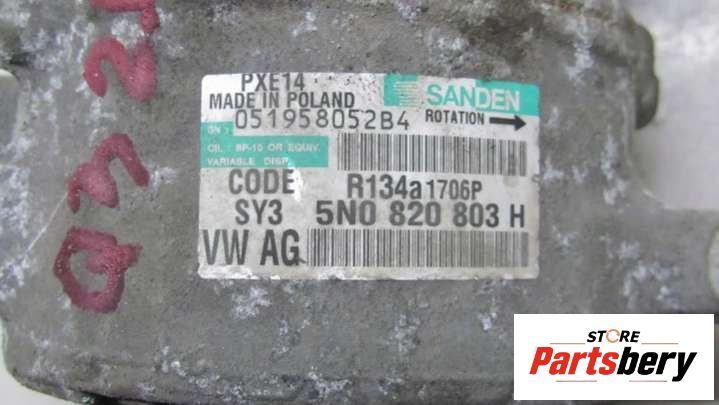 Q3 2
PXE14
MADE IN POLAND
SANDEN
SN : 051958052B4
ROTATION
OIL : SP-10 OR EQUIV.
VARIABLE DISP.
CODE R134a 1706P
SY3 5N0 820 803 H
VW AG
STORE
Partsbery